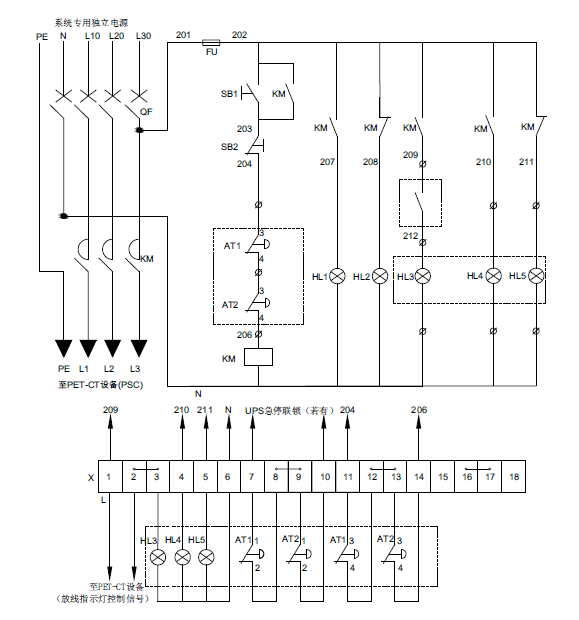 系统专用独立电源
PE N L10 L20 L30 201 202
FU
QF
SB1 KM
203
SB2
204
KM KM KM KM KM
207 208 209 210 211
212
3
AT1
4
3
AT2
4
206
KM
HL1 HL2 HL3 HL4 HL5
KM
PE L1 L2 L3
至PET-CT设备(PSC)
N
209 210 211 N UPS急停联锁（若有） 204 206
X 1 2 3 4 5 6 7 8 9 10 11 12 13 14 15 16 17 18
L
HL3 HL4 HL5 AT1 1 AT2 1 AT1 3 AT2 3
2 2 4 4
至PET-CT设备
（放线指示灯控制信号）